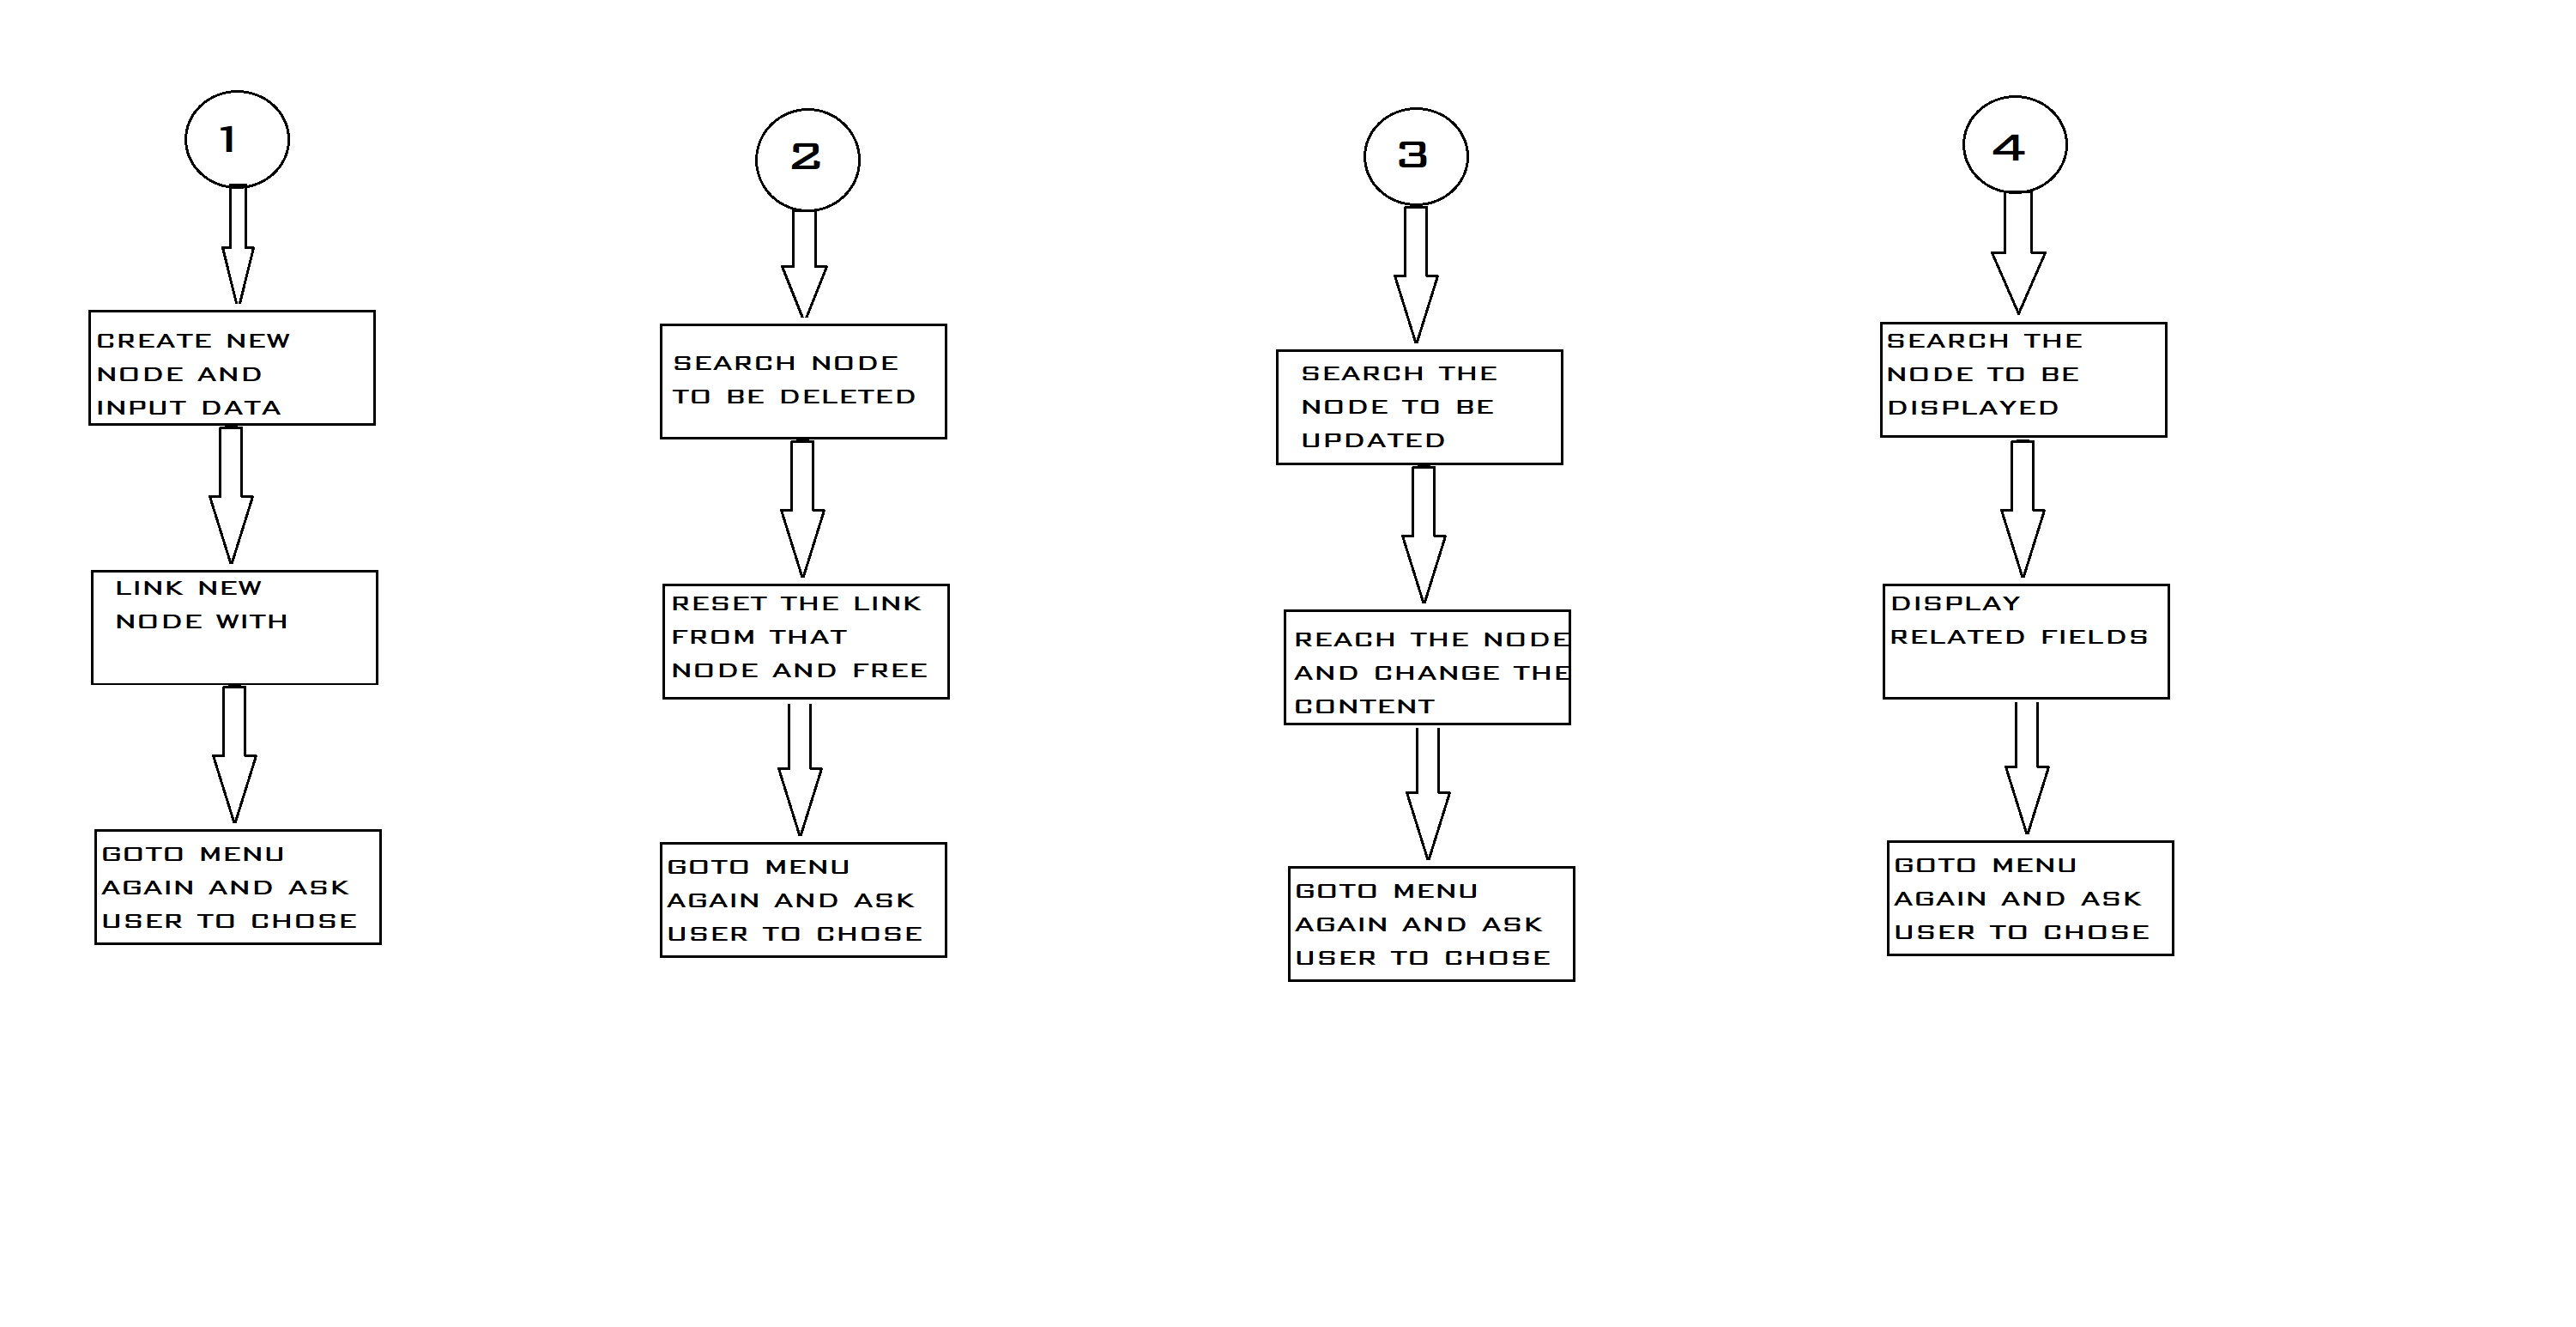 1
CREATE NEW
NODE AND
INPUT DATA
LINK NEW
NODE WITH
GOTO MENU
AGAIN AND ASK
USER TO CHOSE
2
SEARCH NODE
TO BE DELETED
RESET THE LINK
FROM THAT
NODE AND FREE
GOTO MENU
AGAIN AND ASK
USER TO CHOSE
3
SEARCH THE
NODE TO BE
UPDATED
REACH THE NODE
AND CHANGE THE
CONTENT
GOTO MENU
AGAIN AND ASK
USER TO CHOSE
4
SEARCH THE
NODE TO BE
DISPLAYED
DISPLAY
RELATED FIELDS
GOTO MENU
AGAIN AND ASK
USER TO CHOSE